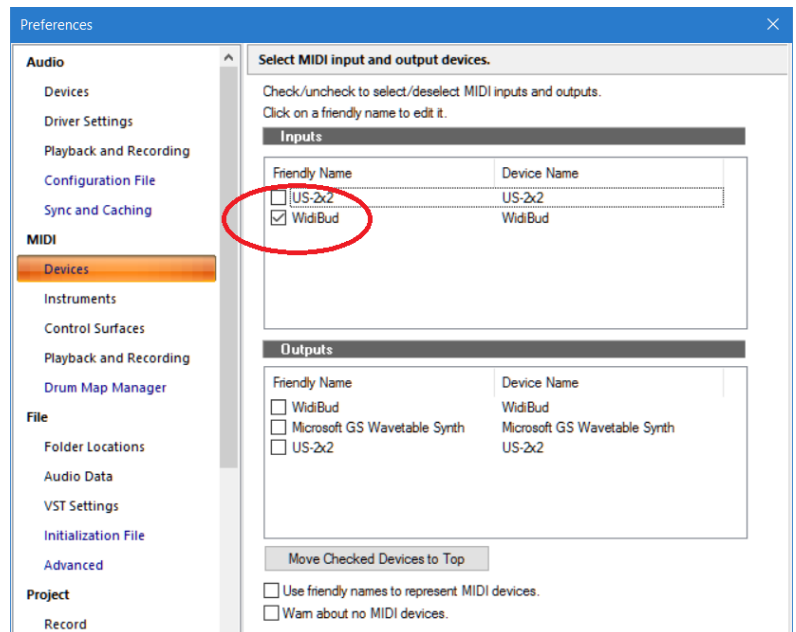 Preferences
Audio
Devices
Driver Settings
Playback and Recording
Configuration File
Sync and Caching
MIDI
Devices
Instruments
Control Surfaces
Playback and Recording
Drum Map Manager
File
Folder Locations
Audio Data
VST Settings
Initialization File
Advanced
Project
Record
Select MIDI input and output devices.
Check/uncheck to select/deselect MIDI inputs and outputs.
Click on a friendly name to edit it.
Inputs
Friendly Name Device Name
US-2x2 US-2x2
WidiBud WidiBud
Outputs
Friendly Name Device Name
WidiBud WidiBud
Microsoft GS Wavetable Synth Microsoft GS Wavetable Synth
US-2x2 US-2x2
Move Checked Devices to Top
Use friendly names to represent MIDI devices.
Warn about no MIDI devices.